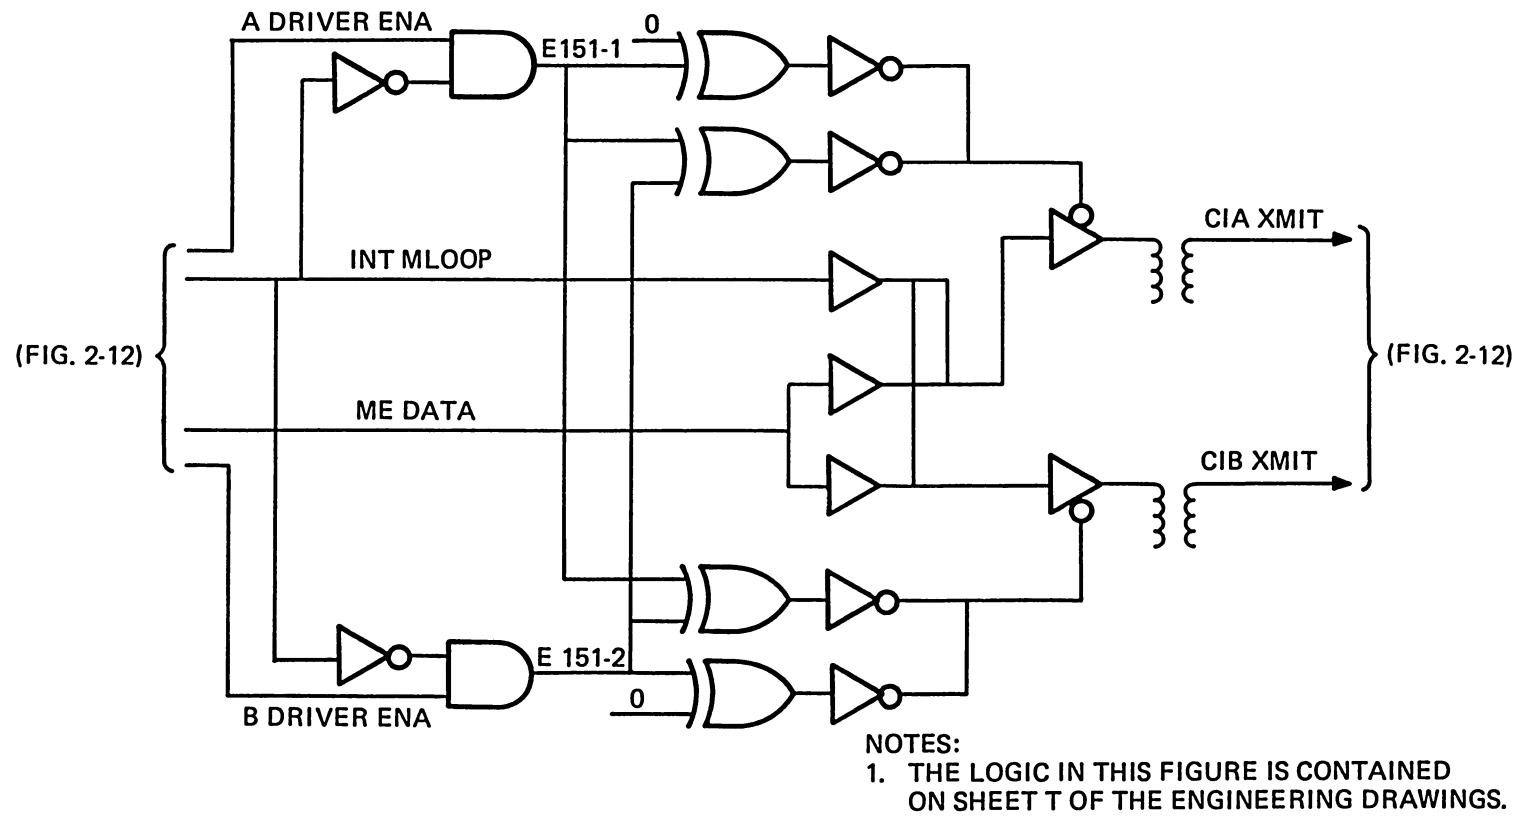 A DRIVER ENA
E151-1
0
INT MLOOP
CIA XMIT
(FIG. 2-12)
(FIG. 2-12)
ME DATA
CIB XMIT
E 151-2
0
B DRIVER ENA
NOTES:
1. THE LOGIC IN THIS FIGURE IS CONTAINED
ON SHEET T OF THE ENGINEERING DRAWINGS.